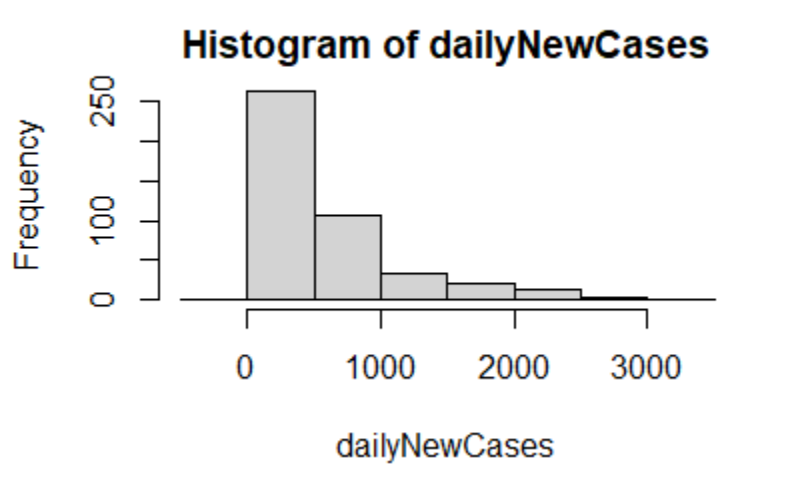 Histogram of dailyNewCases
Frequency
250
100
0
0 1000 2000 3000
dailyNewCases